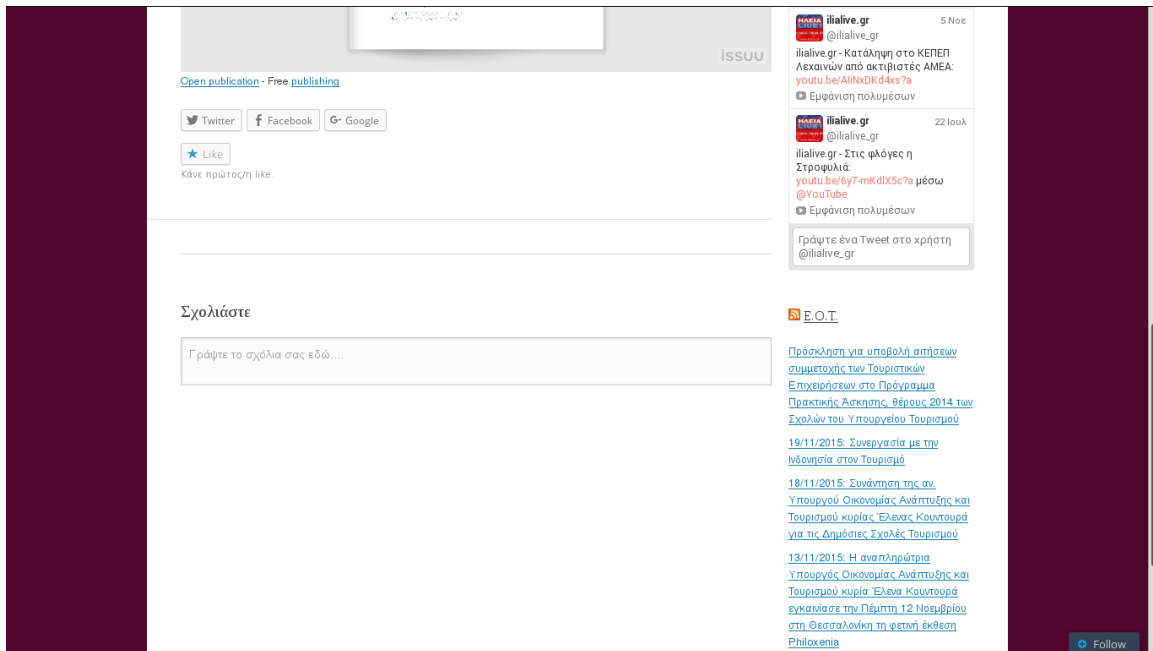 issuu
Open publication - Free publishing
Twitter
Facebook
Google
Like
Κάνε πρώτος/η like.
Σχολιάστε
Γράψτε το σχόλια σας εδώ....
ilialive.gr 5 Νοε
@ilialive_gr
ilialive.gr - Κατάληψη στο ΚΕΠΕΠ
Λεχαινών από ακτιβιστές ΑΜΕΑ:
youtu.be/AIiNxDKd4xs?a
Εμφάνιση πολυμέσων
ilialive.gr 22 Ιουλ
@ilialive_gr
ilialive.gr - Στις φλόγες η
Στροφυλιά:
youtu.be/6y7-mKdlX5c?a μέσω
@YouTube
Εμφάνιση πολυμέσων
Γράψτε ένα Tweet στο χρήστη
@ilialive_gr
Ε.Ο.Τ.
Πρόσκληση για υποβολή αιτήσεων
συμμετοχής των Τουριστικών
Επιχειρήσεων στο Πρόγραμμα
Πρακτικής Άσκησης, θέρους 2014 των
Σχολών του Υπουργείου Τουρισμού
19/11/2015: Συνεργασία με την
Ινδονησία στον Τουρισμό
18/11/2015: Συνάντηση της αν.
Υπουργού Οικονομίας Ανάπτυξης και
Τουρισμού κυρίας Έλενας Κουντουρά
για τις Δημόσιες Σχολές Τουρισμού
13/11/2015: Η αναπληρώτρια
Υπουργός Οικονομίας Ανάπτυξης και
Τουρισμού κυρία Έλενα Κουντουρά
εγκαινίασε την Πέμπτη 12 Νοεμβρίου
στη Θεσσαλονίκη τη φετινή έκθεση
Philoxenia
Follow